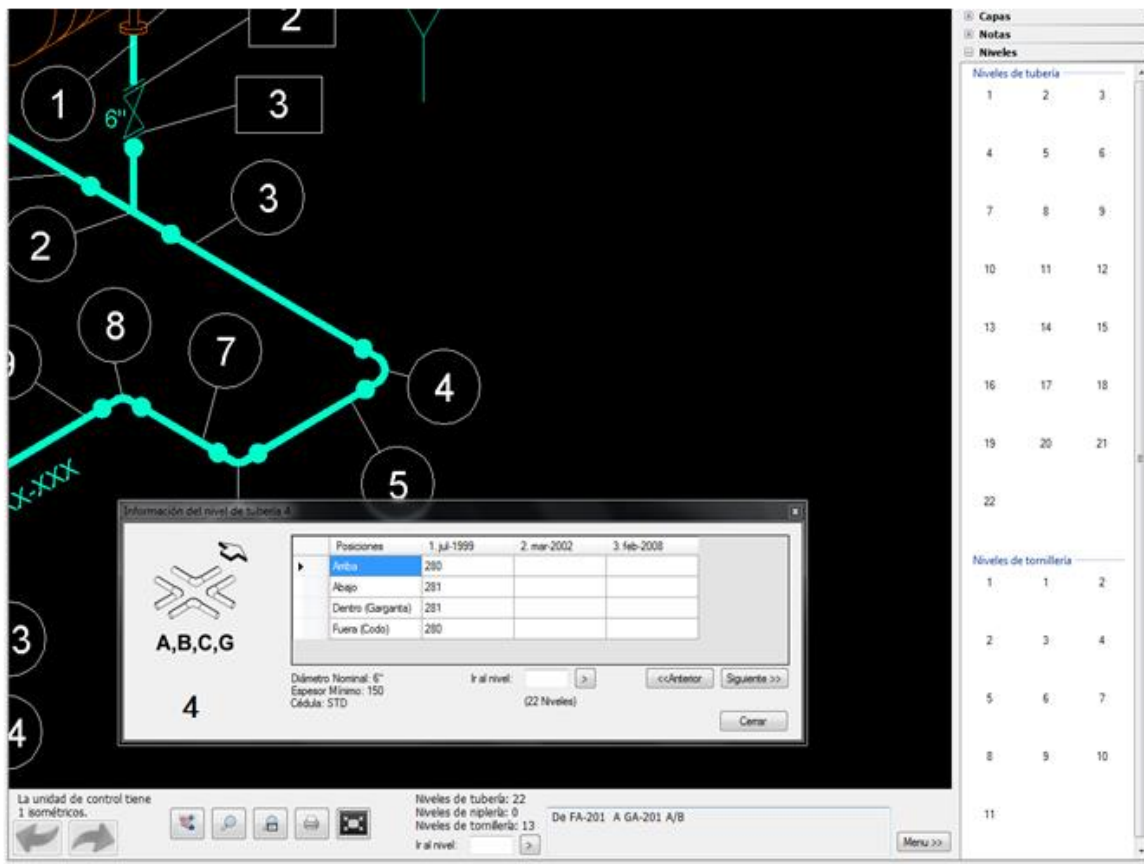 2
1
6"
3
3
2
8
7
4
9
5
X-XXX
3
4
Información del nivel de tubería 4
Posiciones 1. jul-1999 2. mar-2002 3. feb-2008
Arriba 280
Abajo 281
Dentro (Garganta) 281
Fuera (Codo) 280
A,B,C,G
4
Diámetro Nominal: 6"
Espesor Mínimo: 150
Cédula: STD
Ir al nivel: >
(22 Niveles)
<<Anterior Siguiente >>
Cerrar
La unidad de control tiene
1 isométricos.
Niveles de tubería: 22
Niveles de niplería: 0
Niveles de tornillería: 13
Ir al nivel: >
De FA-201 A GA-201 A/B
Menu >>
Capas
Notas
Niveles
Niveles de tubería
1 2 3
4 5 6
7 8 9
10 11 12
13 14 15
16 17 18
19 20 21
22
Niveles de tornillería
1 1 2
2 3 4
5 6 7
8 9 10
11